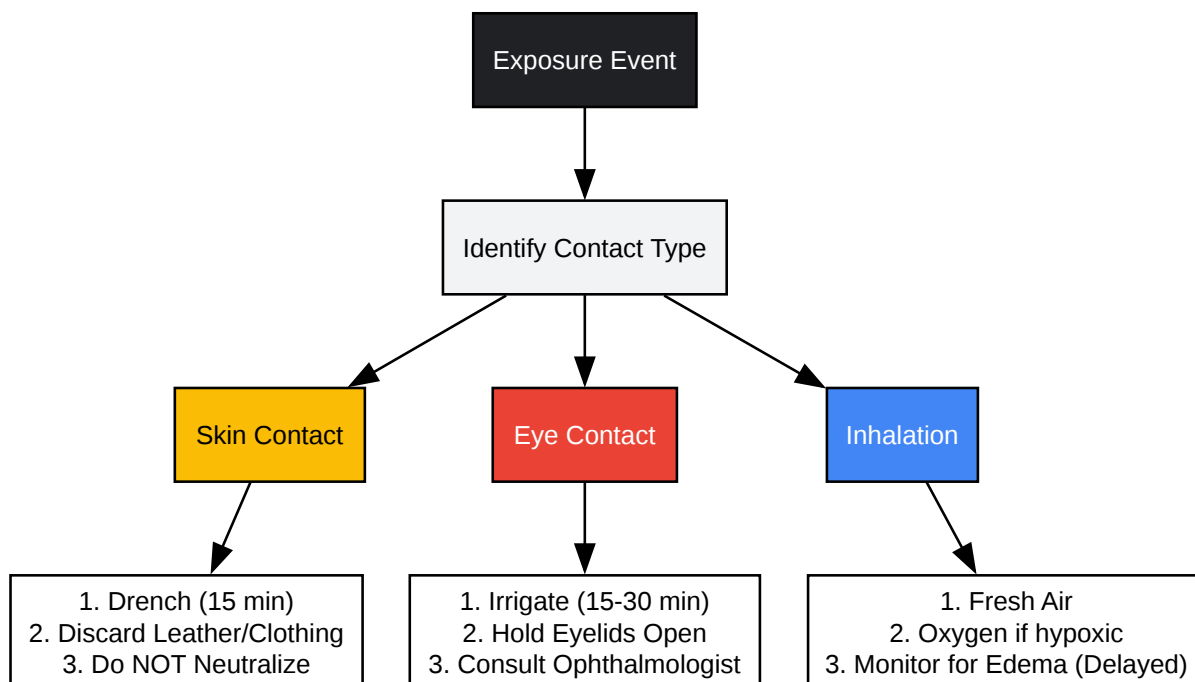 Exposure Event
Identify Contact Type
Skin Contact
Eye Contact
Inhalation
1. Drench (15 min)
2. Discard Leather/Clothing
3. Do NOT Neutralize
1. Irrigate (15-30 min)
2. Hold Eyelids Open
3. Consult Ophthalmologist
1. Fresh Air
2. Oxygen if hypoxic
3. Monitor for Edema (Delayed)